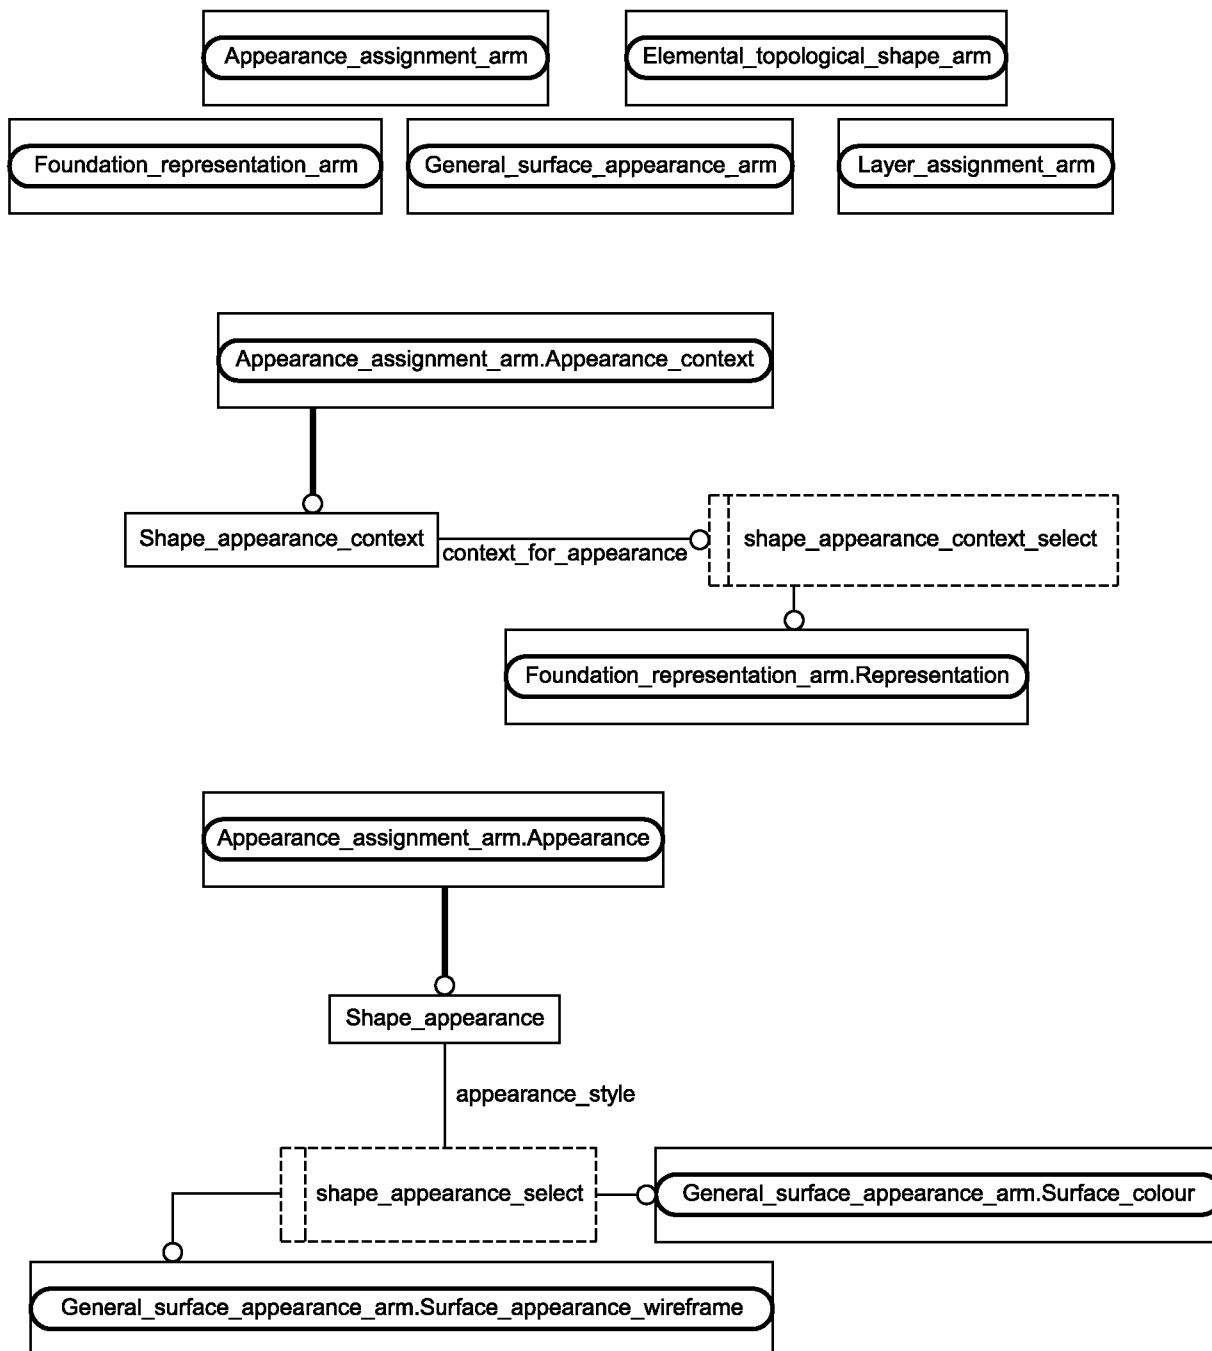 Appearance_assignment_arm
Elemental_topological_shape_arm
Foundation_representation_arm
General_surface_appearance_arm
Layer_assignment_arm
Appearance_assignment_arm.Appearance_context
Shape_appearance_context
context_for_appearance
shape_appearance_context_select
Foundation_representation_arm.Representation
Appearance_assignment_arm.Appearance
Shape_appearance
appearance_style
shape_appearance_select
General_surface_appearance_arm.Surface_colour
General_surface_appearance_arm.Surface_appearance_wireframe